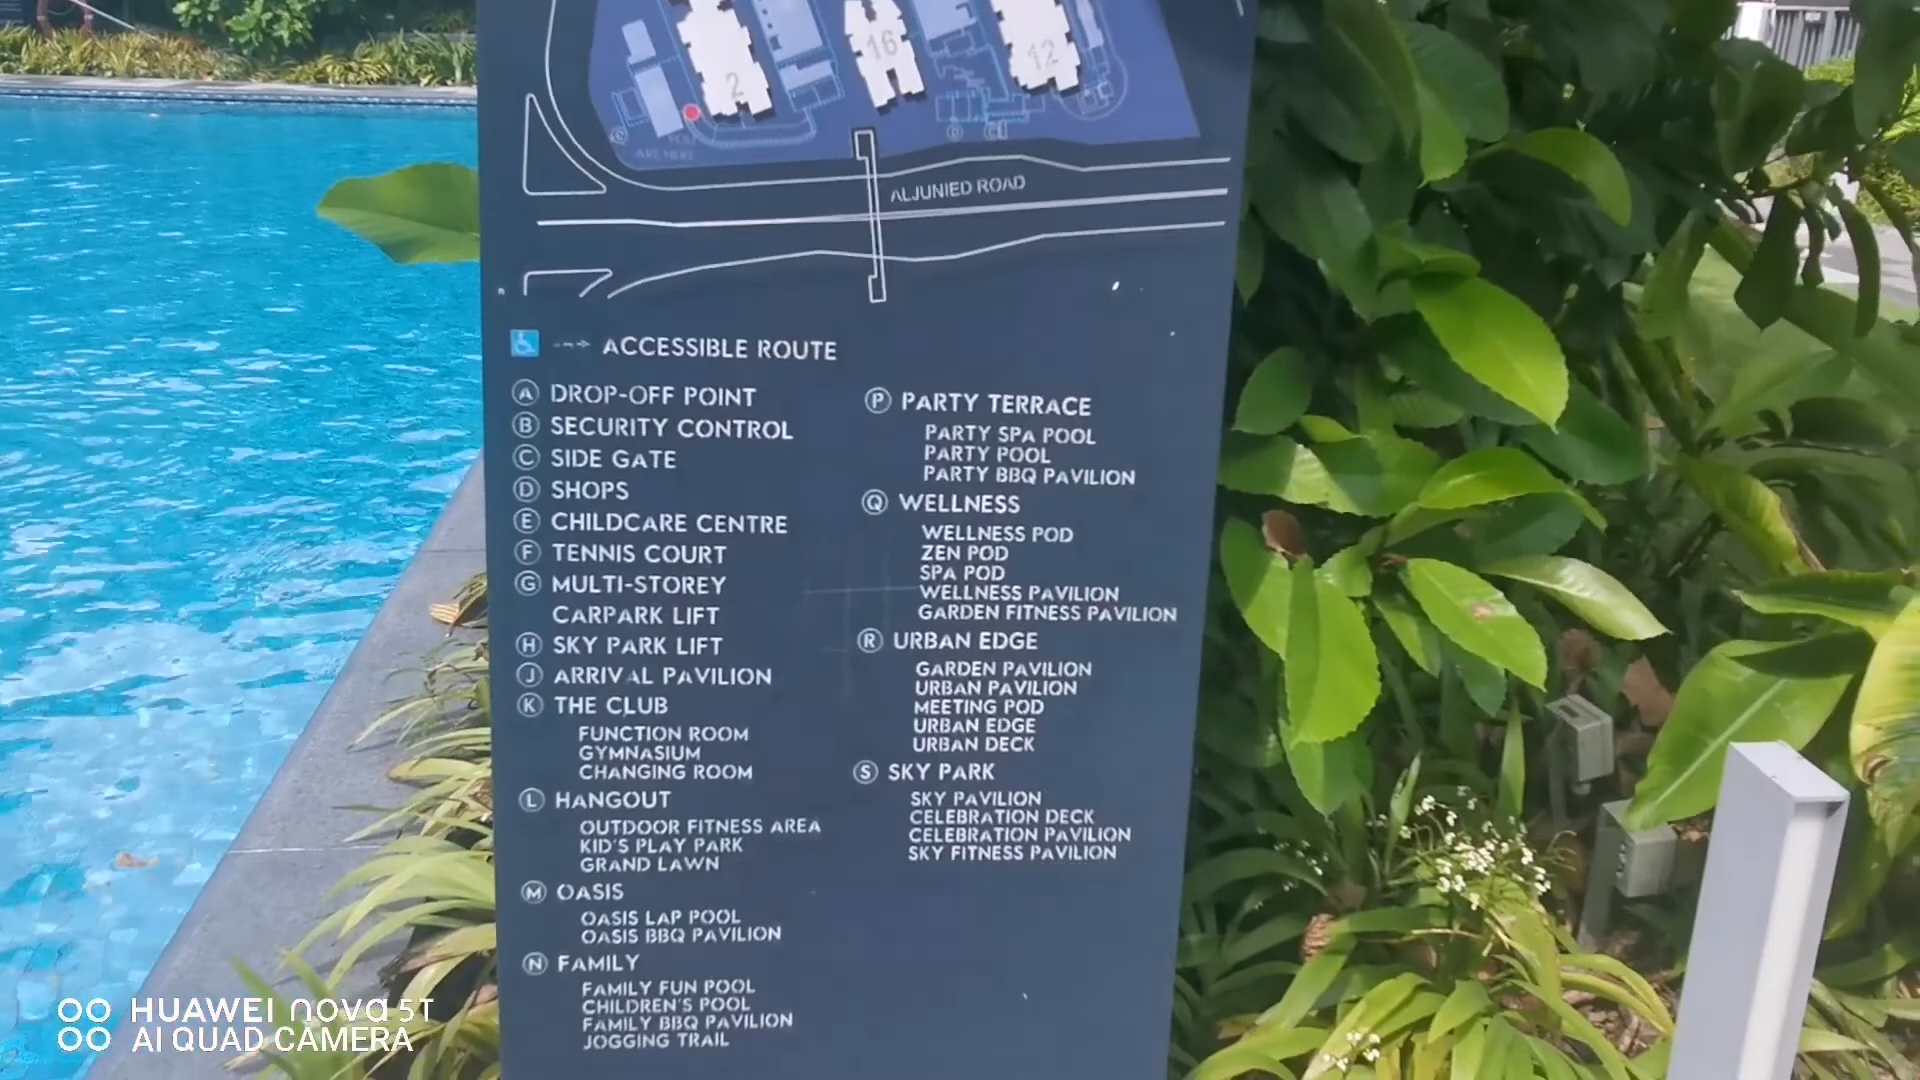 2
16
12
YOU
ARE HERE
D
ALJUNIED ROAD
ACCESSIBLE ROUTE
A DROP-OFF POINT
B SECURITY CONTROL
C SIDE GATE
D SHOPS
E CHILDCARE CENTRE
F TENNIS COURT
G MULTI-STOREY
CARPARK LIFT
H SKY PARK LIFT
J ARRIVAL PAVILION
K THE CLUB
FUNCTION ROOM
GYMNASIUM
CHANGING ROOM
L HANGOUT
OUTDOOR FITNESS AREA
KID'S PLAY PARK
GRAND LAWN
M OASIS
OASIS LAP POOL
OASIS BBQ PAVILION
N FAMILY
FAMILY FUN POOL
CHILDREN'S POOL
FAMILY BBQ PAVILION
JOGGING TRAIL
P PARTY TERRACE
PARTY SPA POOL
PARTY POOL
PARTY BBQ PAVILION
Q WELLNESS
WELLNESS POD
ZEN POD
SPA POD
WELLNESS PAVILION
GARDEN FITNESS PAVILION
R URBAN EDGE
GARDEN PAVILION
URBAN PAVILION
MEETING POD
URBAN EDGE
URBAN DECK
S SKY PARK
SKY PAVILION
CELEBRATION DECK
CELEBRATION PAVILION
SKY FITNESS PAVILION
HUAWEI nova 5T
AI QUAD CAMERA